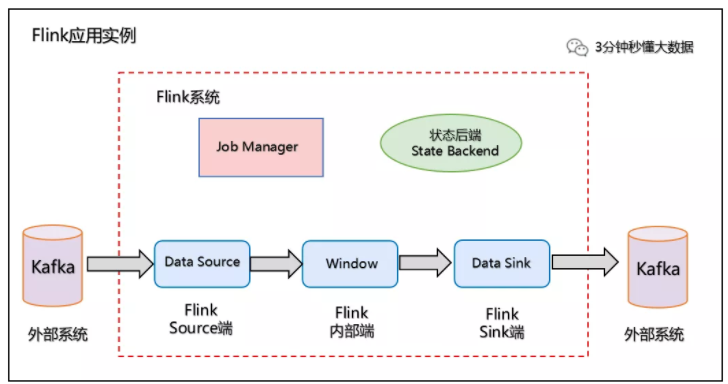 Flink应用实例
3分钟秒懂大数据
Flink系统
Job Manager
状态后端
State Backend
Kafka
Data Source
Window
Data Sink
Kafka
外部系统
Flink
Source端
Flink
内部端
Flink
Sink端
外部系统